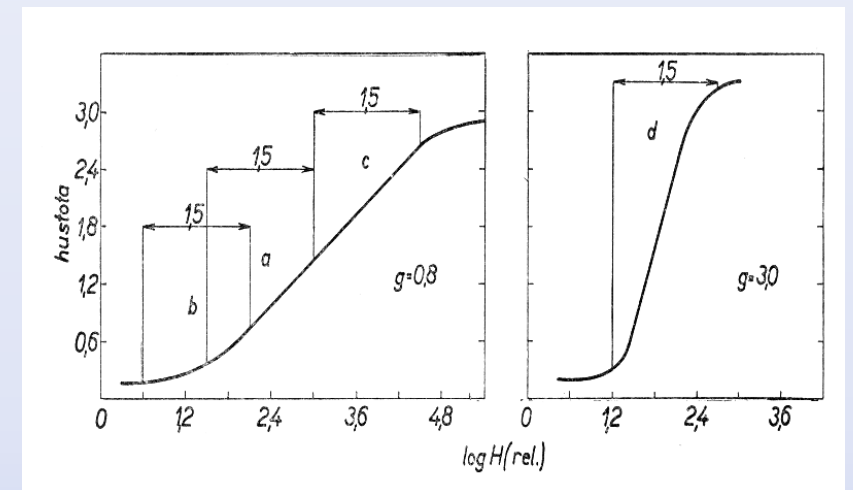 hustota
3,0
2,4
1,8
1,2
0,6
1,5
1,5
1,5
a
b
c
g=0,8
0
1,2
2,4
3,6
4,8
1,5
d
g=3,0
0
1,2
2,4
3,6
log H (rel.)